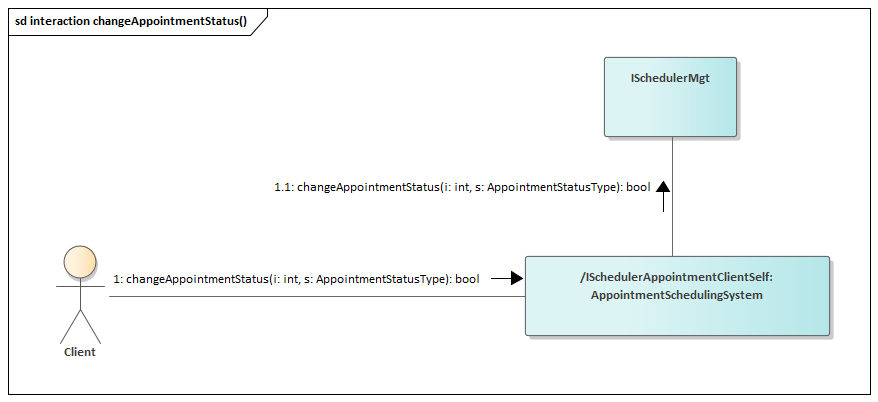 sd interaction changeAppointmentStatus()
ISchedulerMgt
1.1: changeAppointmentStatus(i: int, s: AppointmentStatusType): bool
1: changeAppointmentStatus(i: int, s: AppointmentStatusType): bool
/ISchedulerAppointmentClientSelf:
AppointmentSchedulingSystem
Client